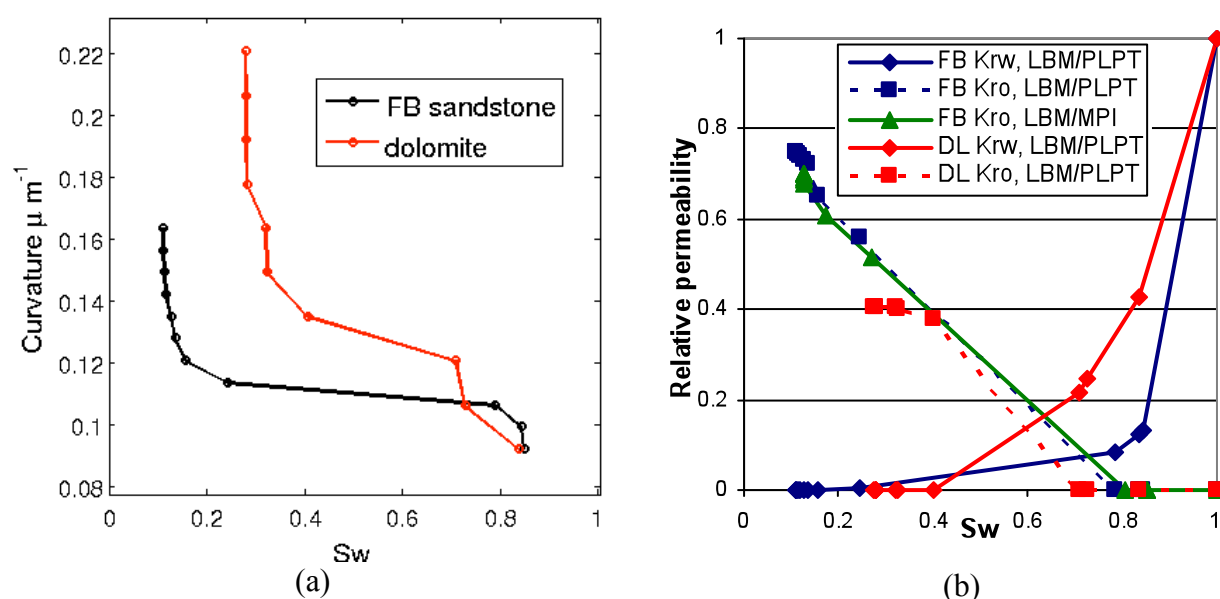 0.22
0.2
0.18
0.16
0.14
0.12
0.1
0.08
Curvature μ m⁻¹
FB sandstone
dolomite
0
0.2
0.4
0.6
0.8
1
Sw
(a)
1
0.8
0.6
0.4
0.2
0
Relative permeability
FB Krw, LBM/PLPT
FB Kro, LBM/PLPT
FB Kro, LBM/MPI
DL Krw, LBM/PLPT
DL Kro, LBM/PLPT
0
0.2
0.4
0.6
0.8
1
Sw
(b)